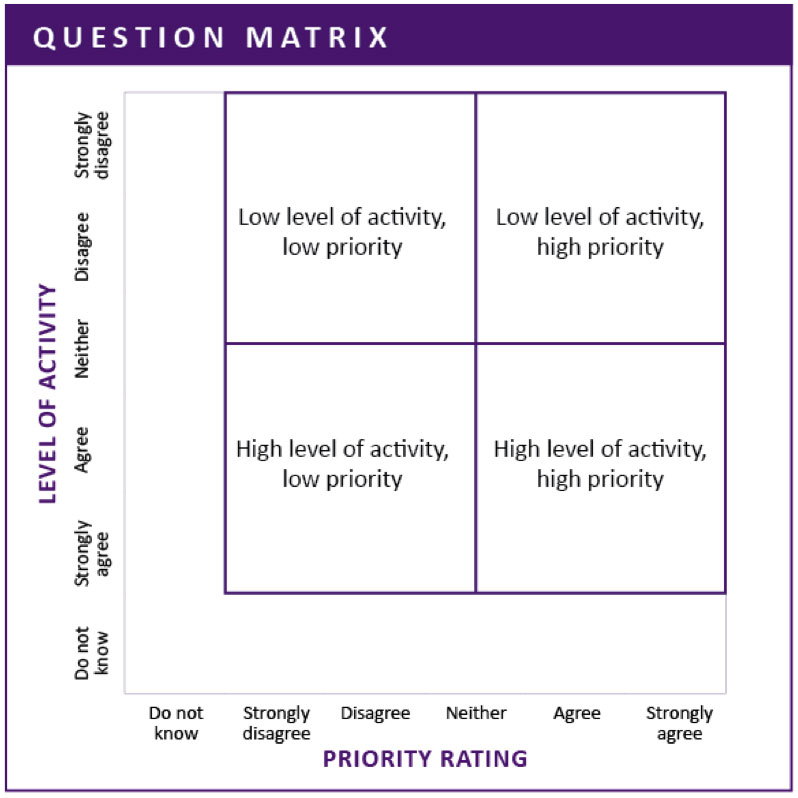 QUESTION MATRIX
LEVEL OF ACTIVITY
Strongly
disagree
Disagree
Neither
Agree
Strongly
agree
Do not
know
Low level of activity,
low priority
Low level of activity,
high priority
High level of activity,
low priority
High level of activity,
high priority
Do not
know
Strongly
disagree
Disagree
Neither
Agree
Strongly
agree
PRIORITY RATING